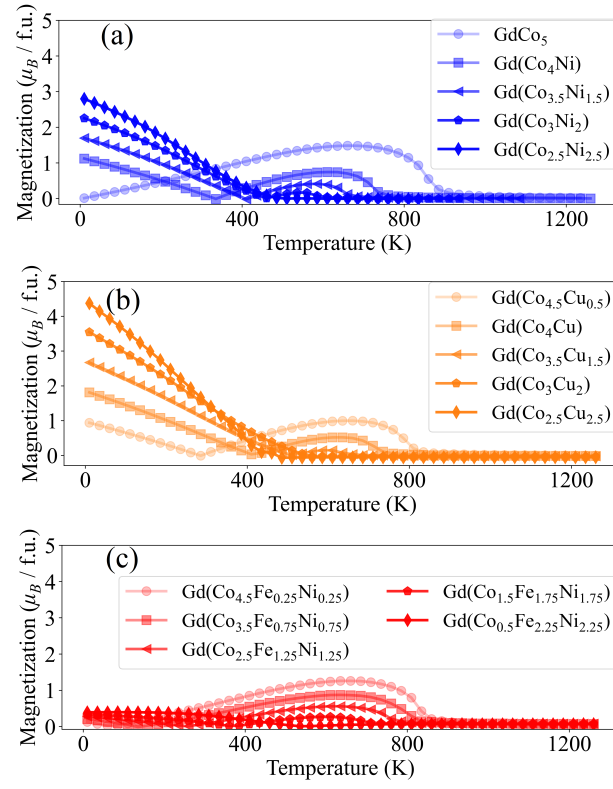 (a)
GdCo5
Gd(Co4Ni)
Gd(Co3.5Ni1.5)
Gd(Co3Ni2)
Gd(Co2.5Ni2.5)
Magnetization (μB / f.u.)
5
4
3
2
1
0
0 400 800 1200
Temperature (K)
(b)
Gd(Co4.5Cu0.5)
Gd(Co4Cu)
Gd(Co3.5Cu1.5)
Gd(Co3Cu2)
Gd(Co2.5Cu2.5)
Magnetization (μB / f.u.)
5
4
3
2
1
0
0 400 800 1200
Temperature (K)
(c)
Gd(Co4.5Fe0.25Ni0.25)
Gd(Co3.5Fe0.75Ni0.75)
Gd(Co2.5Fe1.25Ni1.25)
Gd(Co1.5Fe1.75Ni1.75)
Gd(Co0.5Fe2.25Ni2.25)
Magnetization (μB / f.u.)
5
4
3
2
1
0
0 400 800 1200
Temperature (K)